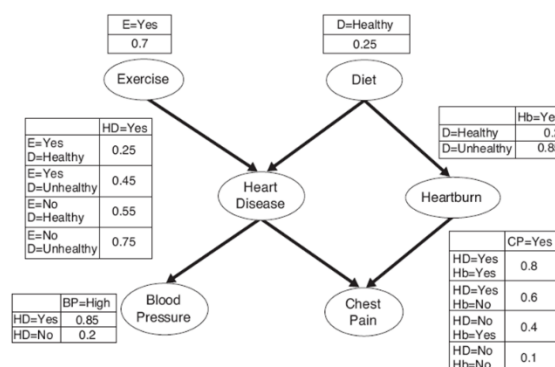 E=Yes
0.7
D=Healthy
0.25
Exercise
Diet
HD=Yes
E=Yes
D=Healthy
0.25
E=Yes
D=Unhealthy
0.45
E=No
D=Healthy
0.55
E=No
D=Unhealthy
0.75
D=Healthy
D=Unhealthy
Heart
Disease
Heartburn
CP=Yes
HD=Yes
Hb=Yes
0.8
HD=Yes
Hb=No
0.6
HD=No
Hb=Yes
0.4
HD=No
Hb=No
0.1
BP=High
HD=Yes 0.85
HD=No 0.2
Blood
Pressure
Chest
Pain